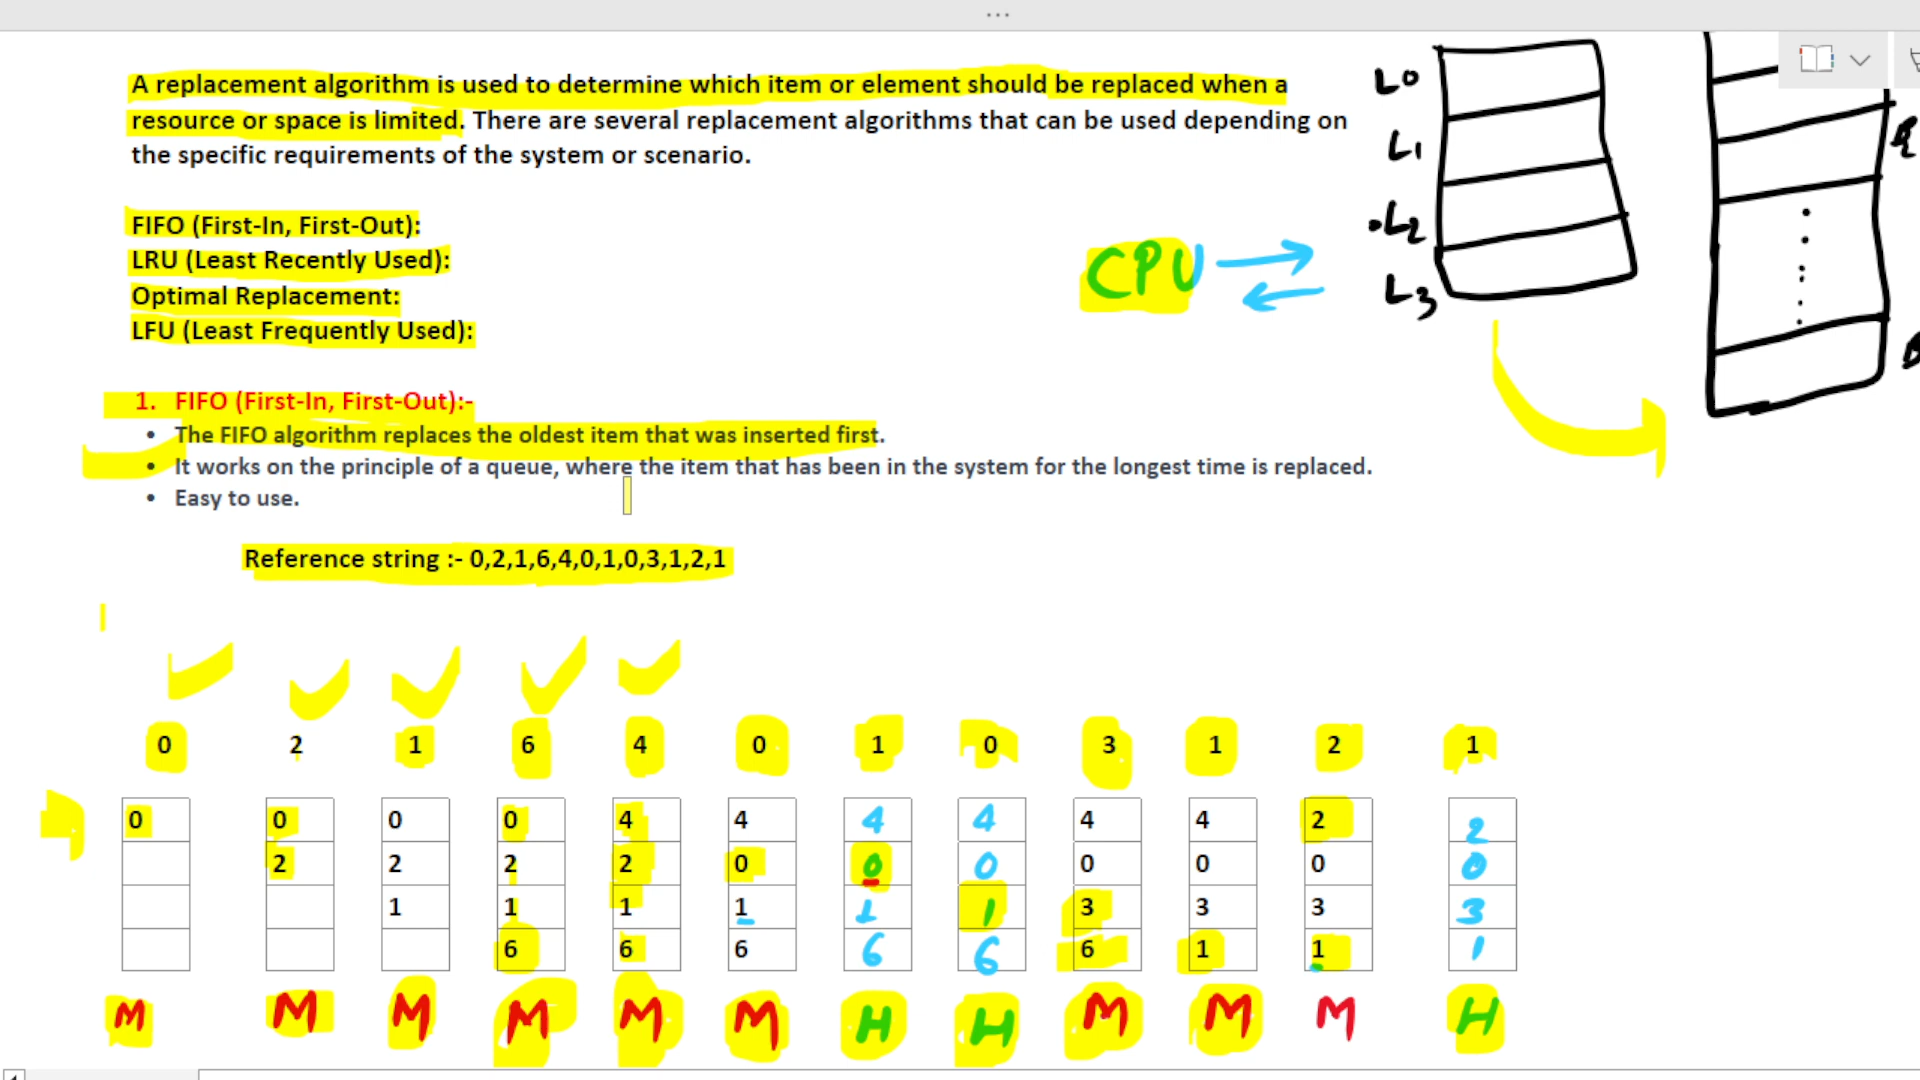 A replacement algorithm is used to determine which item or element should be replaced when a
resource or space is limited. There are several replacement algorithms that can be used depending on
the specific requirements of the system or scenario.
FIFO (First-In, First-Out):
LRU (Least Recently Used):
Optimal Replacement:
LFU (Least Frequently Used):
L0
L1
L2
L3
CPU
1. FIFO (First-In, First-Out):-
• The FIFO algorithm replaces the oldest item that was inserted first.
• It works on the principle of a queue, where the item that has been in the system for the longest time is replaced.
• Easy to use.
Reference string :- 0,2,1,6,4,0,1,0,3,1,2,1
0 2 1 6 4 0 1 0 3 1 2 1
0 0 0 0 4 4 4 4 4 4 2 2
2 2 2 2 0 0 0 0 0 0 0
1 1 1 1 1 1 3 3 3 3
6 6 6 6 6 6 1 1 1
M M M M M M H H M M M H